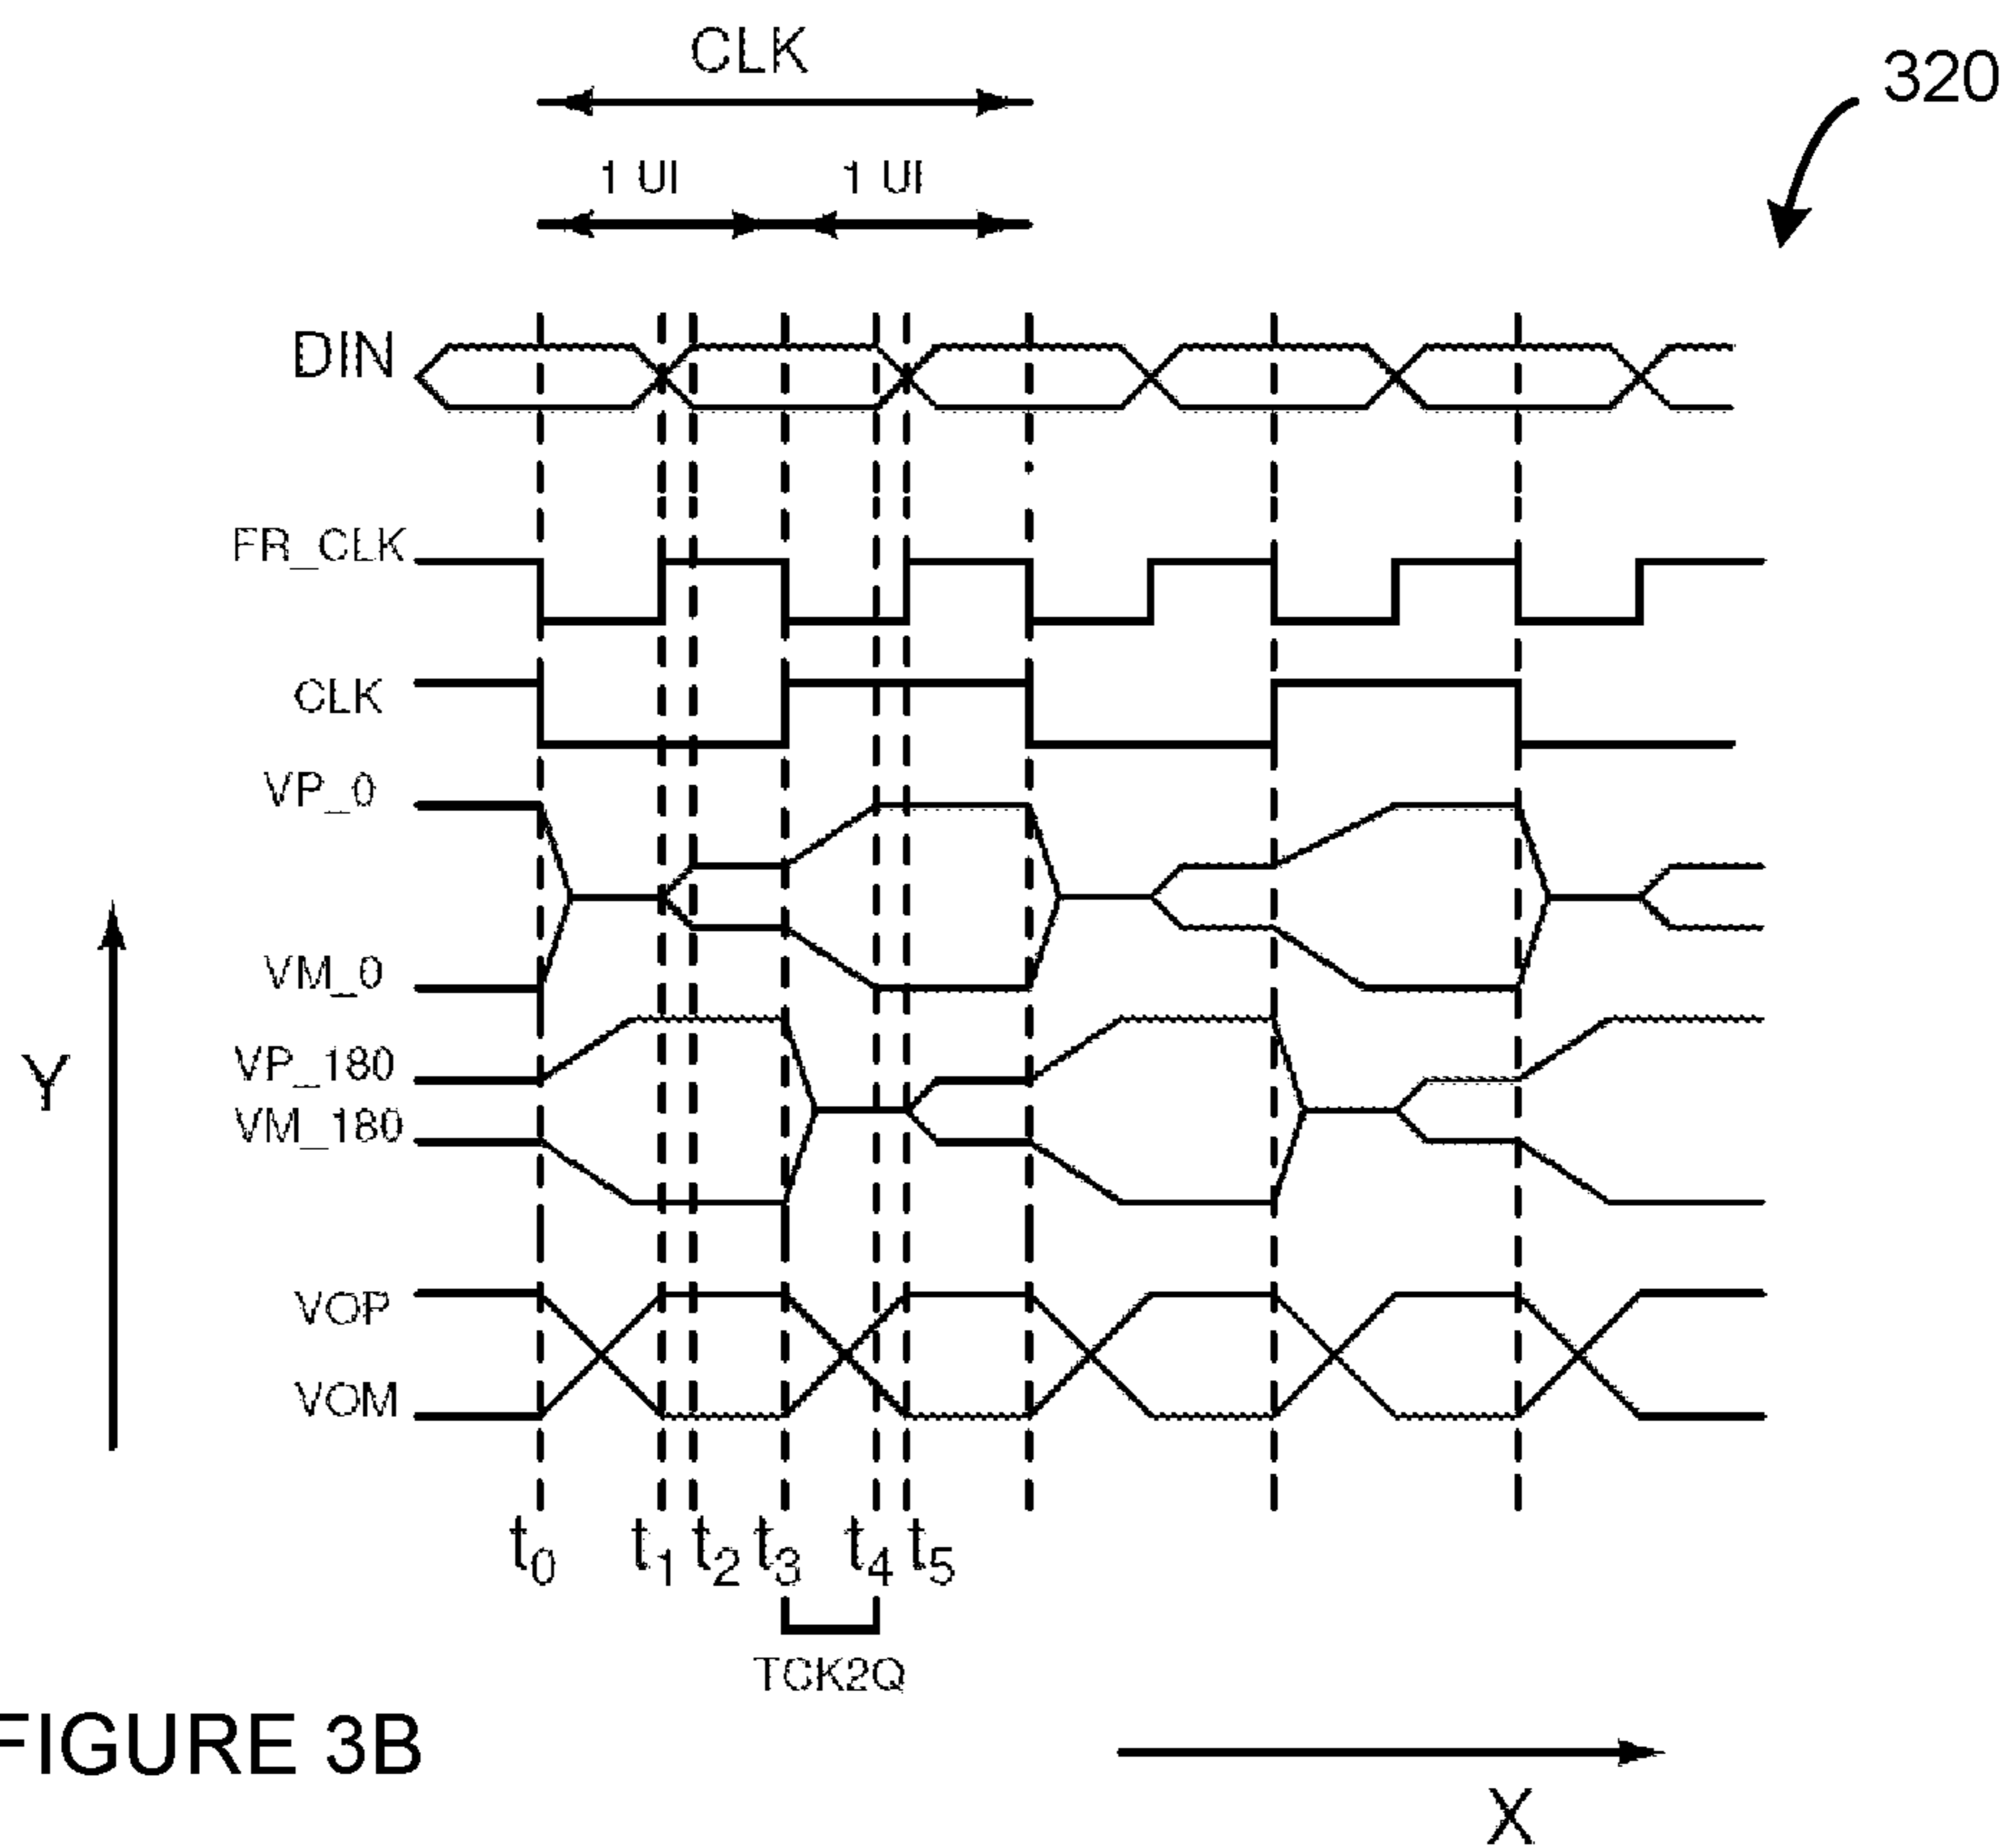 CLK
320
1 UI 1 UI
DIN
FR_CLK
CLK
VP_0
VM_0
VP_180
VM_180
Y
VOP
VOM
t0 t1 t2 t3 t4 t5
TCK2Q
FIGURE 3B
X